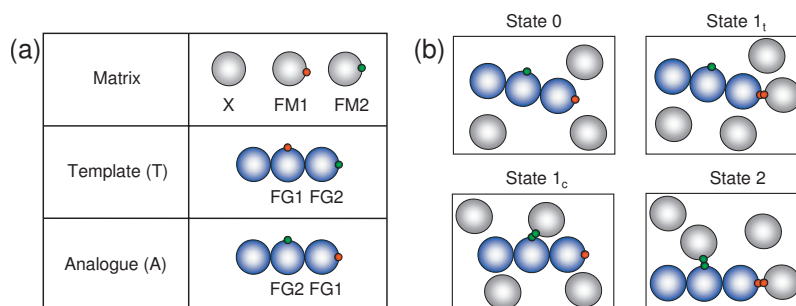 (a)
Matrix
X FM1 FM2
Template (T)
FG1 FG2
Analogue (A)
FG2 FG1
(b)
State 0
State 1t
State 1c
State 2